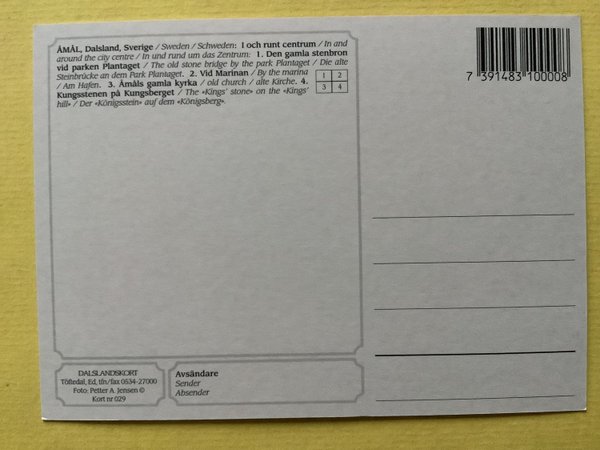 ÅMÅL, Dalsland, Sverige / Sweden / Schweden: I och runt centrum / In and
around the city centre / In und rund um das Zentrum: 1. Den gamla stenbron
vid parken Plantaget / The old stone bridge by the park Plantaget / Die alte
Steinbrücke an dem Park Plantaget. 2. Vid Marinan / By the marina
/ Am Hafen. 3. Åmåls gamla kyrka / old church / alte Kirche. 4.
Kungsstenen på Kungsberget / The «Kings' stone» on the «Kings'
hill» / Der «Königsstein» auf dem «Königsberg».
1 2
3 4
7 391483 100008
DALSLANDSKORT
Töftedal, Ed, tfn/fax 0534-27000
Foto: Petter A. Jensen ©
Kort nr 029
Avsändare
Sender
Absender